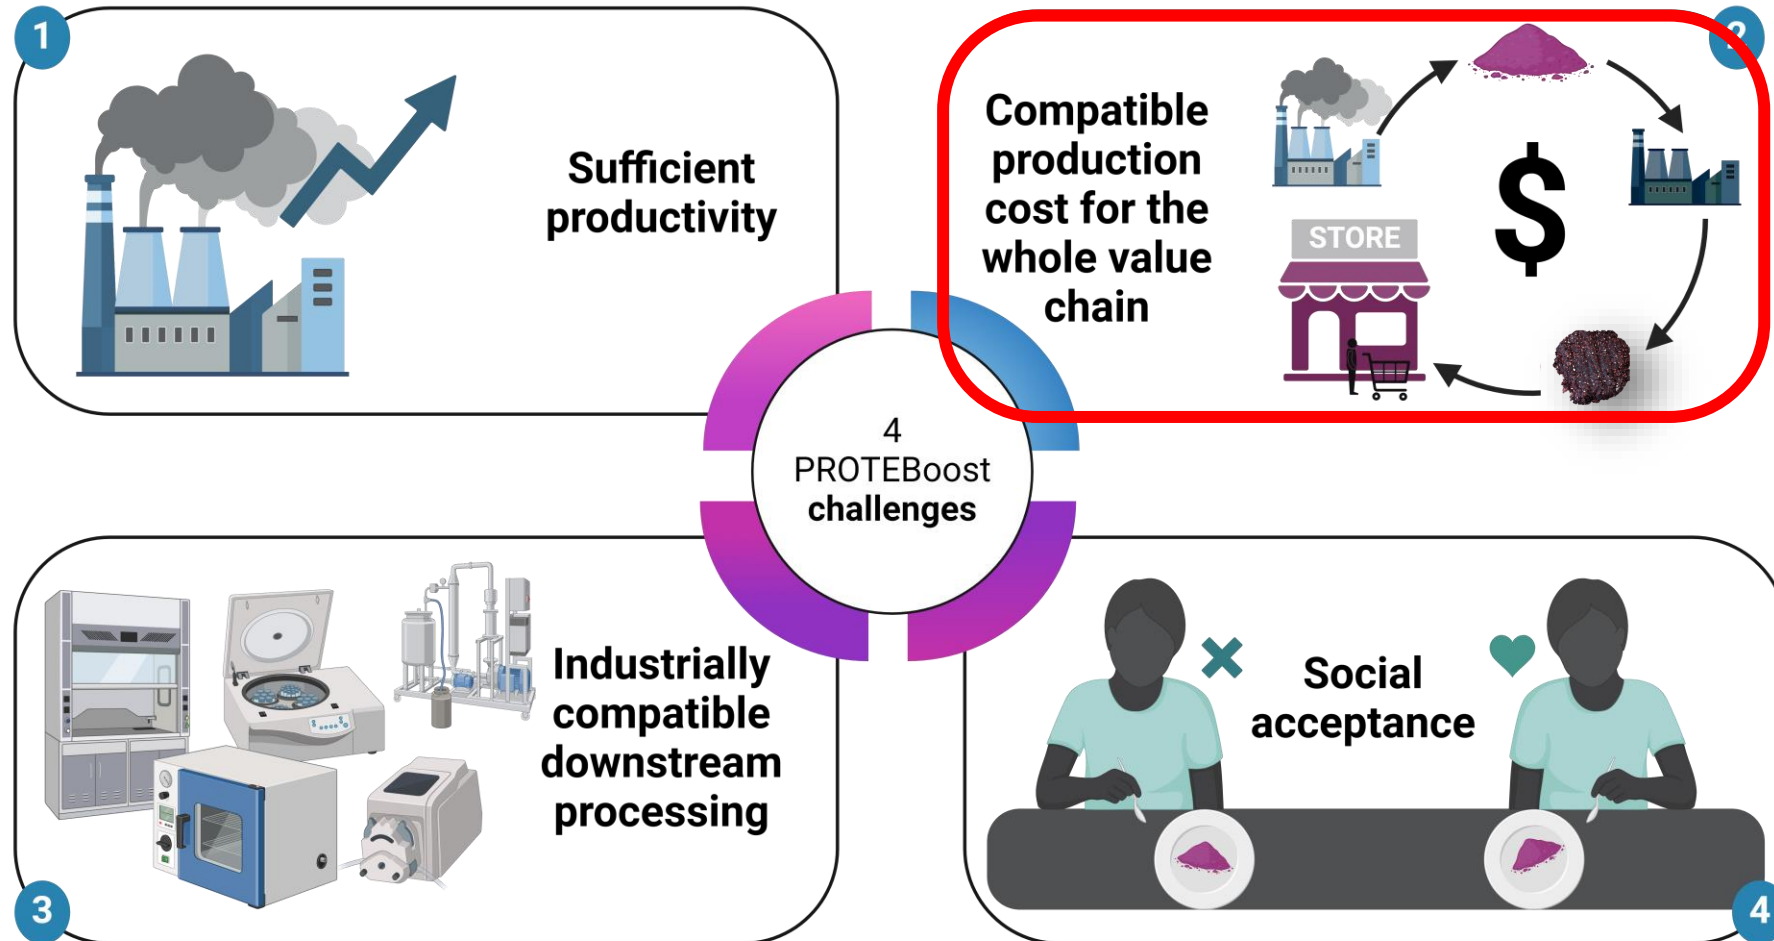 1
Sufficient
productivity
2
Compatible
production
cost for the
whole value
chain
$
STORE
4
PROTEBoost
challenges
Industrially
compatible
downstream
processing
3
Social
acceptance
4